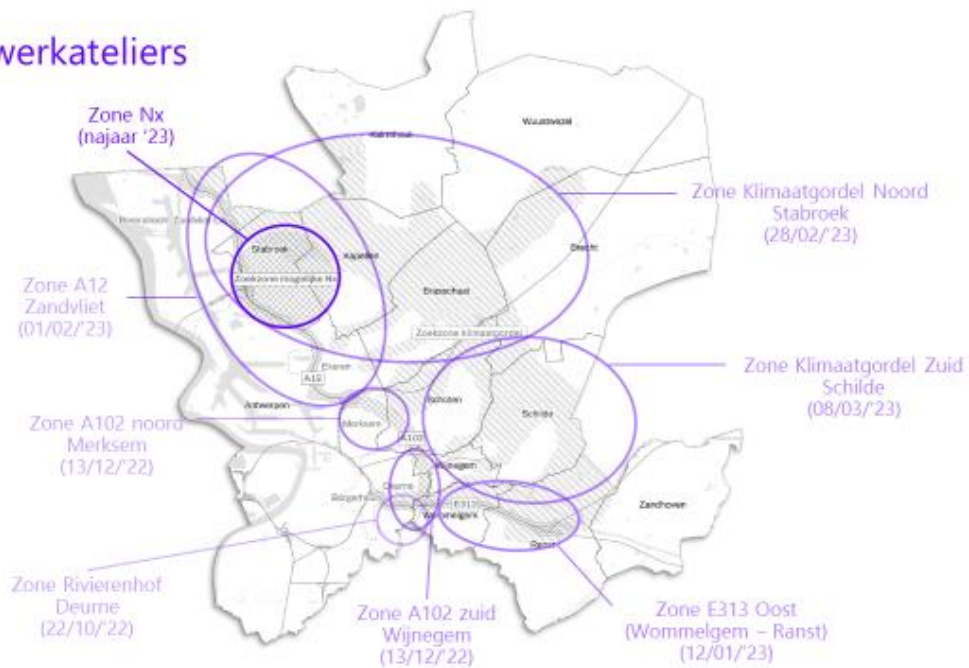 werkateliers
Zone Nx
(najaar '23)
Kalmthout
Wuustwezel
Zone Klimaatgordel Noord
Stabroek
(28/02/'23)
Stabroek
Kapellen
Brecht
Zoekzone mogelijke Nx
Brasschaat
Zone A12
Zandvliet
(01/02/'23)
Zoekzone klimaatgordel
Ekeren
A12
Zone Klimaatgordel Zuid
Schilde
(08/03/'23)
Antwerpen
Schoten
Schilde
Merksem
Zone A102 noord
Merksem
(13/12/'22)
A102
Wijnegem
Deurne
Borgerhout
E313
Wommelgem
Zandhoven
Ranst
Zone Rivierenhof
Deurne
(22/10/'22)
Zone A102 zuid
Wijnegem
(13/12/'22)
Zone E313 Oost
(Wommelgem – Ranst)
(12/01/'23)